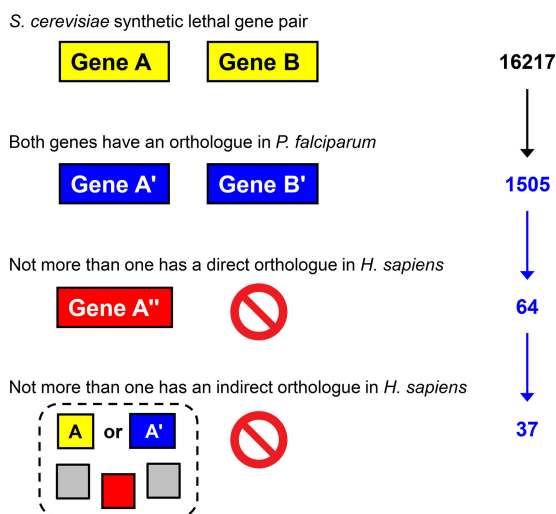 S. cerevisiae synthetic lethal gene pair
Gene A Gene B 16217
Both genes have an orthologue in P. falciparum
Gene A' Gene B' 1505
Not more than one has a direct orthologue in H. sapiens
Gene A" 64
Not more than one has an indirect orthologue in H. sapiens
A or A' 37